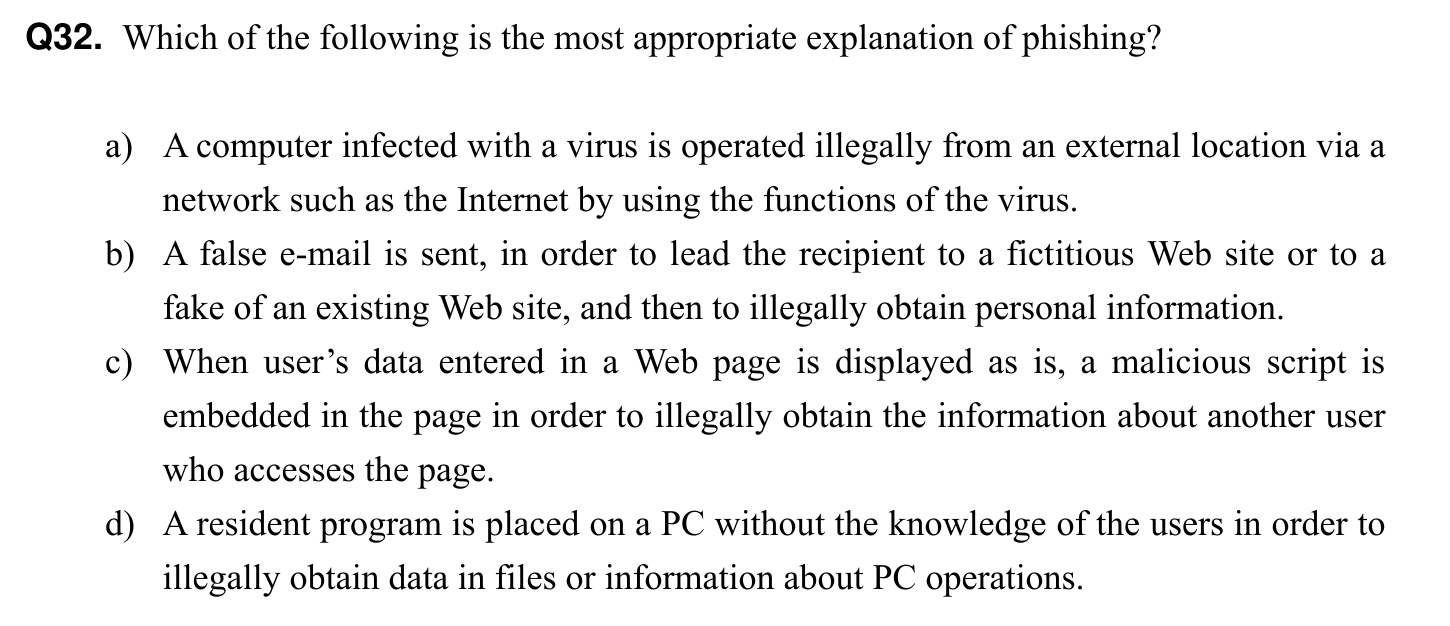 Q32. Which of the following is the most appropriate explanation of phishing?
a) A computer infected with a virus is operated illegally from an external location via a
network such as the Internet by using the functions of the virus.
b) A false e-mail is sent, in order to lead the recipient to a fictitious Web site or to a
fake of an existing Web site, and then to illegally obtain personal information.
c) When user’s data entered in a Web page is displayed as is, a malicious script is
embedded in the page in order to illegally obtain the information about another user
who accesses the page.
d) A resident program is placed on a PC without the knowledge of the users in order to
illegally obtain data in files or information about PC operations.